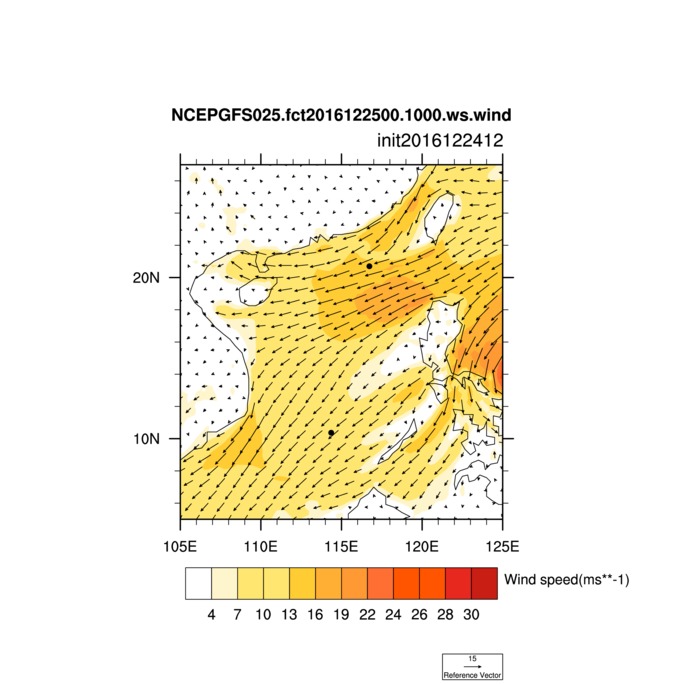 NCEPGFS025.fct2016122500.1000.ws.wind
init2016122412
20N
10N
105E 110E 115E 120E 125E
Wind speed(ms**-1)
4 7 10 13 16 19 22 24 26 28 30
15
Reference Vector